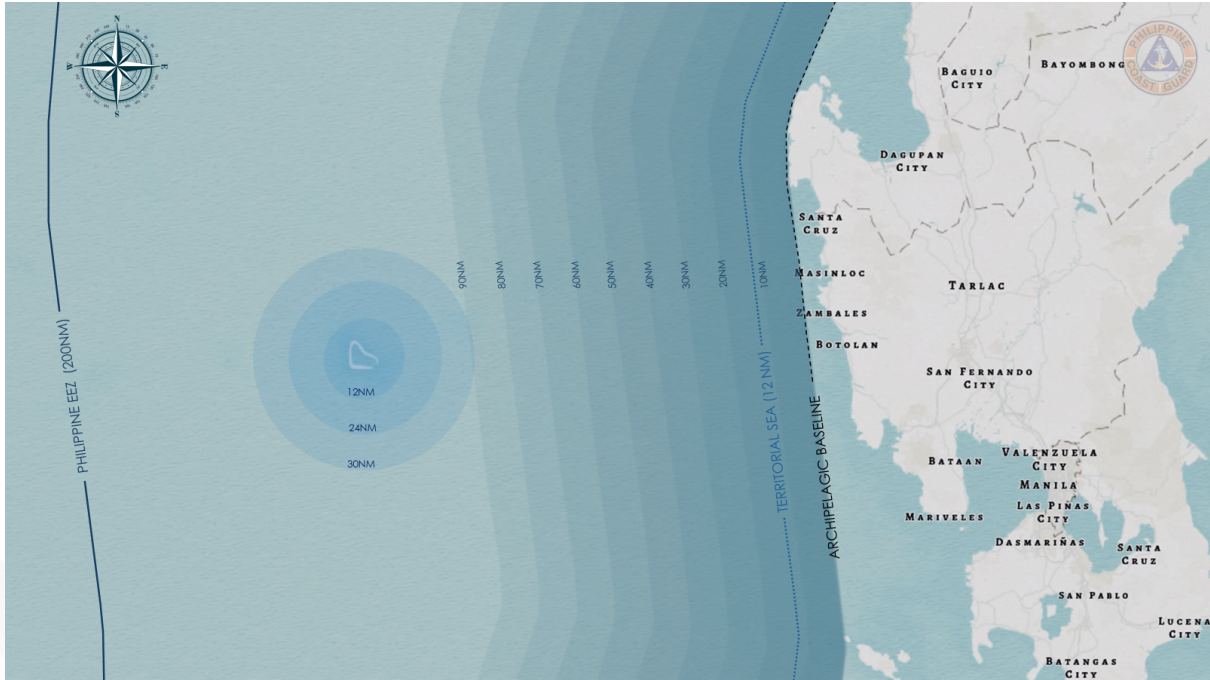 N
W
E
S
PHILIPPINE
COAST GUARD
BAGUIO
CITY
BAYOMBONG
DAGUPAN
CITY
SANTA
CRUZ
MASINLOC
TARLAC
ZAMBALES
BOTOLAN
SAN FERNANDO
CITY
90NM
80NM
70NM
60NM
50NM
40NM
30NM
20NM
10NM
12NM
24NM
30NM
PHILIPPINE EEZ (200NM)
TERRITORIAL SEA (12 NM)
ARCHIPELAGIC BASELINE
BATAAN
VALENZUELA
CITY
MANILA
MARIVELES
LAS PIÑAS
CITY
DASMARIÑAS
SANTA
CRUZ
SAN PABLO
LUCENA
CITY
BATANGAS
CITY